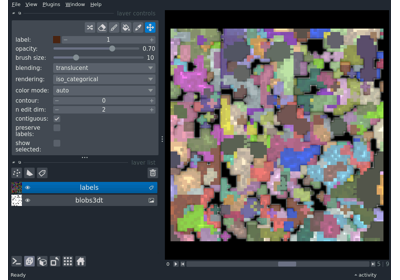 File View Plugins Window Help
layer controls
label: 1
opacity: 0.70
brush size: 10
blending: translucent
rendering: iso_categorical
color mode: auto
contour: 0
n edit dim: 2
contiguous:
preserve
labels:
show
selected:
layer list
labels
blobs3dt
activity